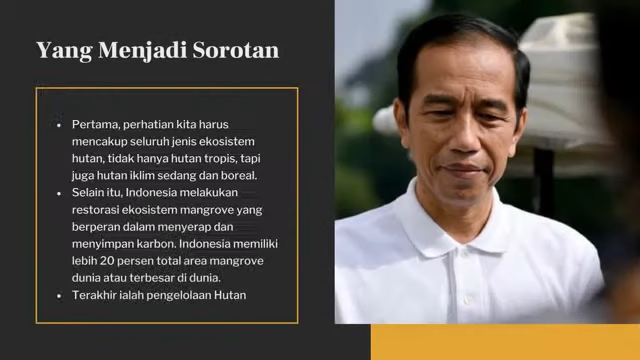 Yang Menjadi Sorotan
• Pertama, perhatian kita harus
mencakup seluruh jenis ekosistem
hutan, tidak hanya hutan tropis, tapi
juga hutan iklim sedang dan boreal.
• Selain itu, Indonesia melakukan
restorasi ekosistem mangrove yang
berperan dalam menyerap dan
menyimpan karbon. Indonesia memiliki
lebih 20 persen total area mangrove
dunia atau terbesar di dunia.
• Terakhir ialah pengelolaan Hutan